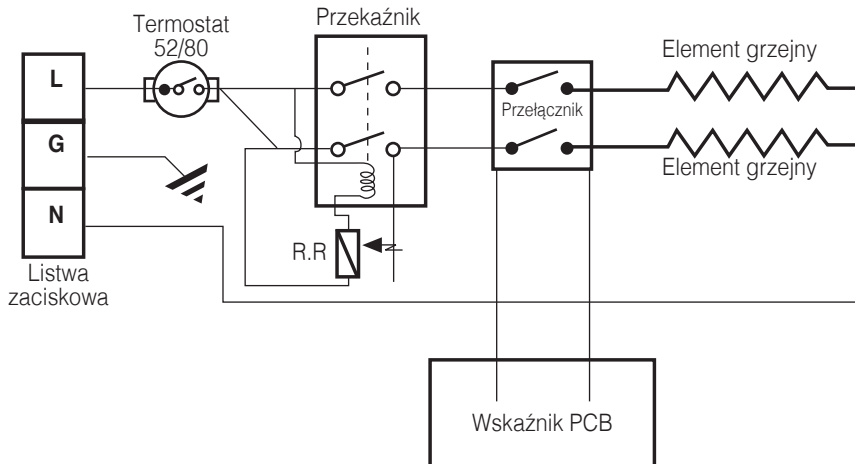 Termostat
52/80
Przekaźnik
Element grzejny
L
Przełącznik
G
Element grzejny
N
R.R
Listwa
zaciskowa
Wskaźnik PCB